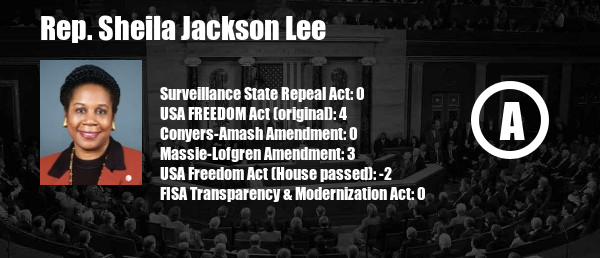 Rep. Sheila Jackson Lee
Surveillance State Repeal Act: 0
USA FREEDOM Act (original): 4
Conyers-Amash Amendment: 0
Massie-Lofgren Amendment: 3
USA Freedom Act (House passed): -2
FISA Transparency & Modernization Act: 0
A